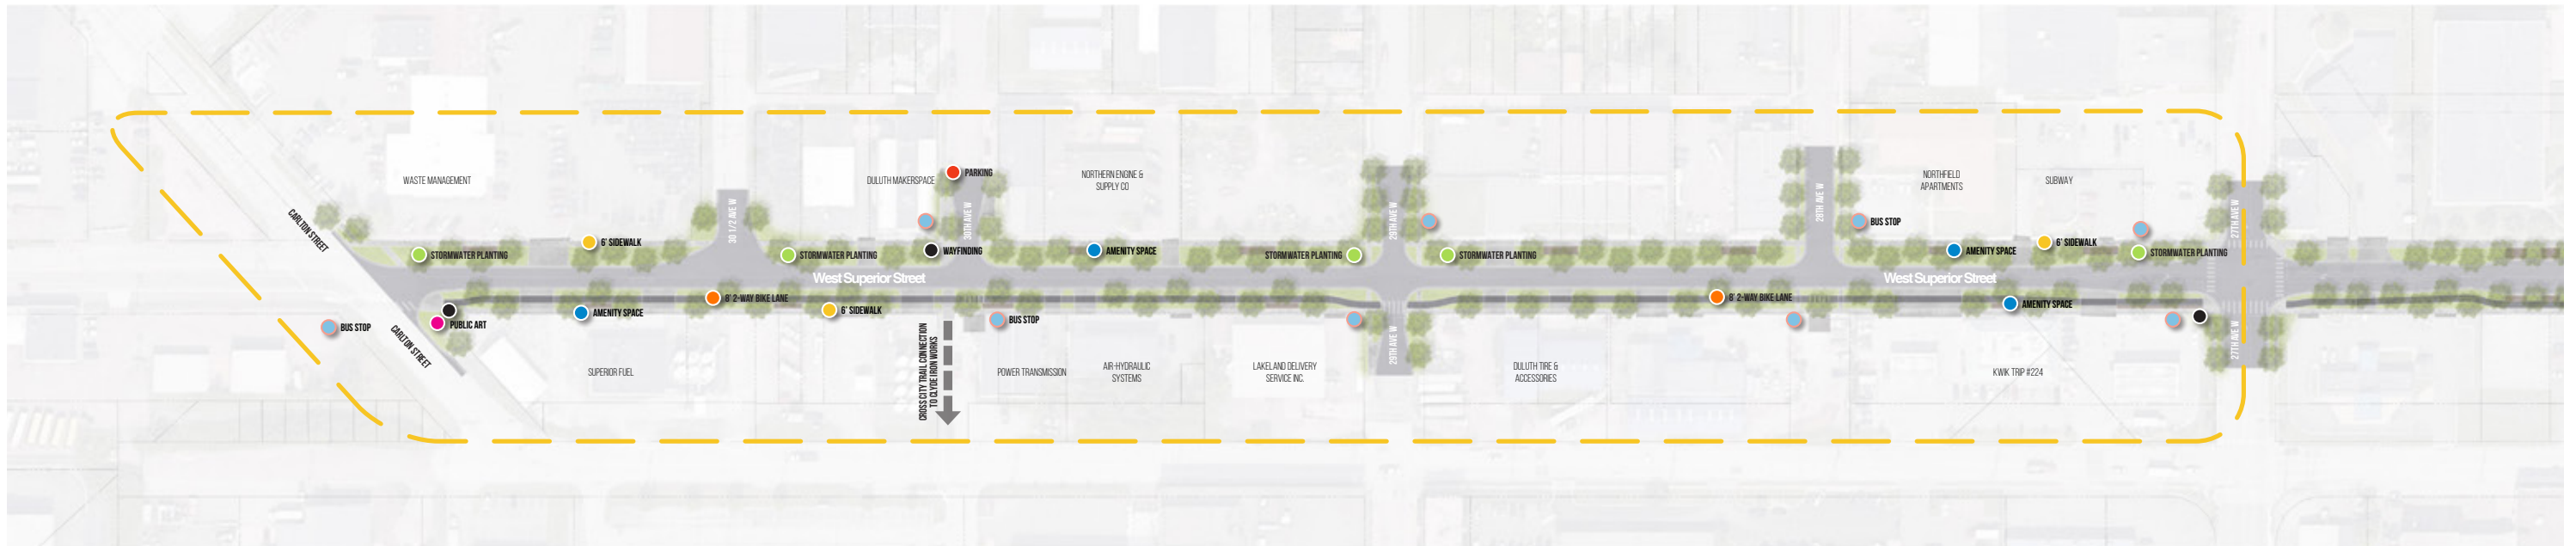 WASTE MANAGEMENT
DULUTH MAKERSPACE
PARKING
NORTHERN ENGINE &
SUPPLY CO
NORTHFIELD
APARTMENTS
SUBWAY
CARLTON STREET
30 1/2 AVE W
30TH AVE W
29TH AVE W
28TH AVE W
27TH AVE W
BUS STOP
6' SIDEWALK
6' SIDEWALK
STORMWATER PLANTING
STORMWATER PLANTING
WAYFINDING
AMENITY SPACE
STORMWATER PLANTING
STORMWATER PLANTING
AMENITY SPACE
STORMWATER PLANTING
West Superior Street
West Superior Street
8' 2-WAY BIKE LANE
8' 2-WAY BIKE LANE
AMENITY SPACE
6' SIDEWALK
AMENITY SPACE
BUS STOP
PUBLIC ART
CARLTON STREET
BUS STOP
CROSS CITY TRAIL CONNECTION
TO CLYDE IRON WORKS
29TH AVE W
27TH AVE W
SUPERIOR FUEL
POWER TRANSMISSION
AIR-HYDRAULIC
SYSTEMS
LAKELAND DELIVERY
SERVICE INC.
DULUTH TIRE &
ACCESSORIES
KWIK TRIP #224